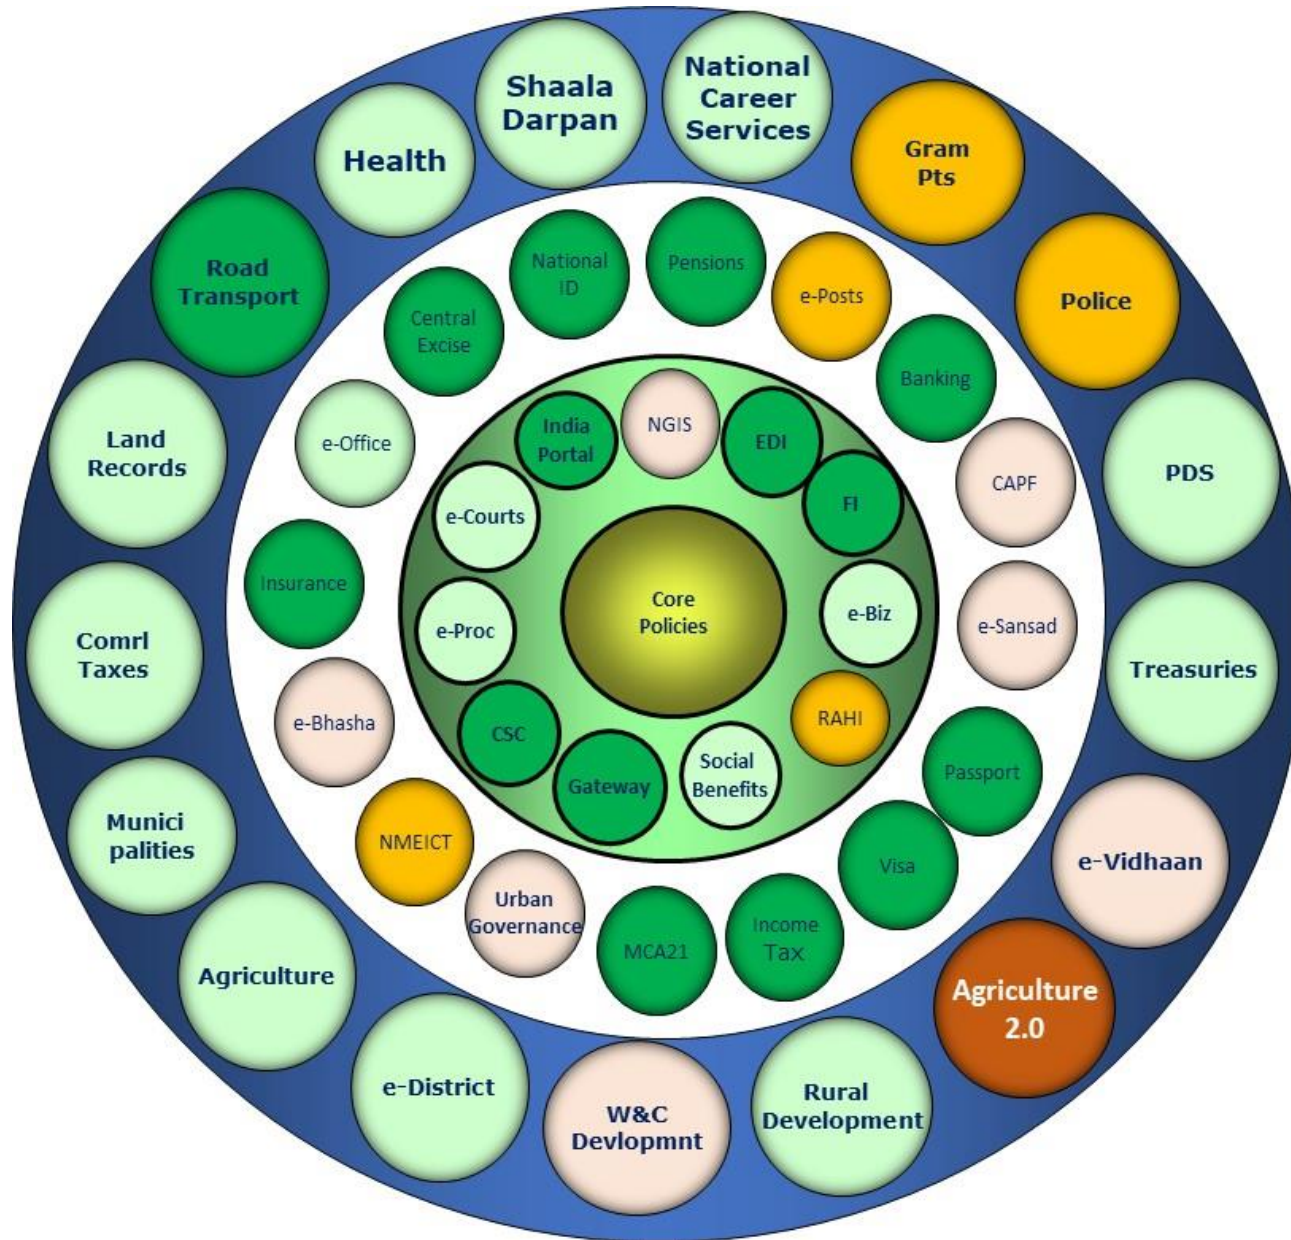 National
Career
Services
Shaala
Darpan
Health
Gram
Pts
Road
Transport
Police
Land
Records
PDS
Comrl
Taxes
Treasuries
Munici
palities
e-Vidhaan
Agriculture
Agriculture
2.0
e-District
W&C
Devlopmnt
Rural
Development
National
ID
Pensions
e-Posts
Central
Excise
Banking
e-Office
CAPF
Insurance
e-Sansad
e-Bhasha
Passport
NMEICT
Visa
Urban
Governance
MCA21
Income
Tax
India
Portal
NGIS
EDI
FI
e-Courts
e-Proc
e-Biz
CSC
RAHI
Gateway
Social
Benefits
Core
Policies